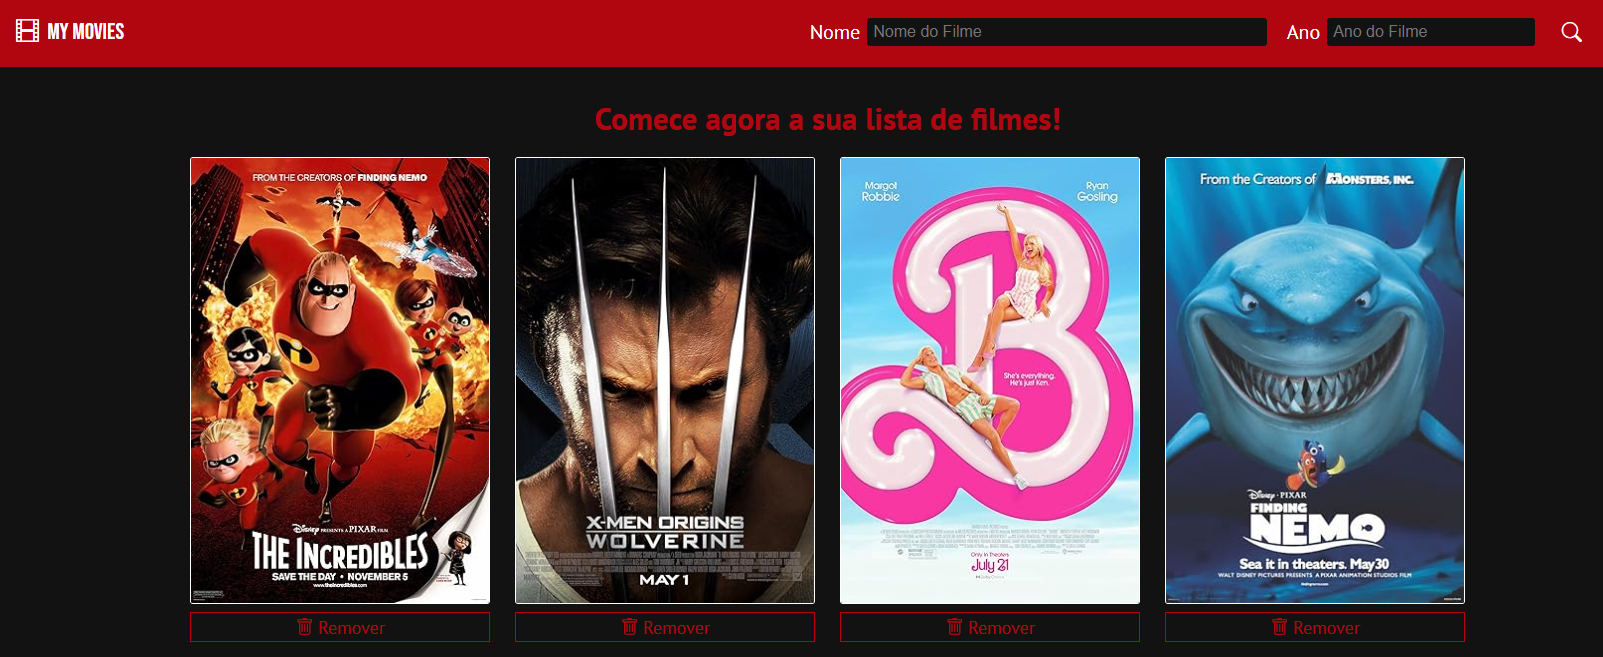 MY MOVIES
Nome Nome do Filme Ano Ano do Filme
Comece agora a sua lista de filmes!
FROM THE CREATORS OF FINDING NEMO
DISNEY PRESENTS A PIXAR FILM
THE INCREDIBLES
SAVE THE DAY • NOVEMBER 5
www.theincredibles.com
X-MEN ORIGINS
WOLVERINE
MAY 1
Margot
Robbie
Ryan
Gosling
She's everything.
He's just Ken.
Only in Theaters
July 21
From the Creators of MONSTERS, INC.
Disney • PIXAR
FINDING
NEMO
Sea it in theaters. May 30
WALT DISNEY PICTURES PRESENTS A PIXAR ANIMATION STUDIOS FILM
Remover
Remover
Remover
Remover